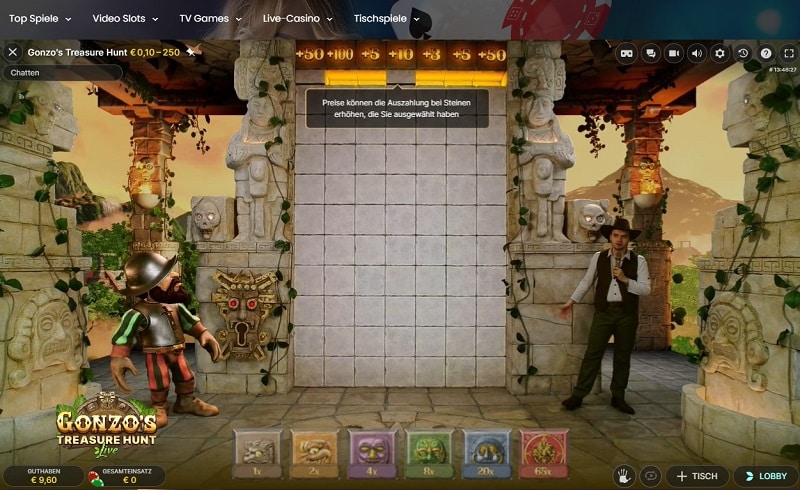 Top Spiele Video Slots TV Games Live-Casino Tischspiele
Gonzo's Treasure Hunt € 0,10 – 250
+50 +100 +5 +10 +3 +5 +50
Chatten
# 13:46:27
Preise können die Auszahlung bei Steinen
erhöhen, die Sie ausgewählt haben
GONZO'S
TREASURE HUNT
Live
1x 2x 4x 8x 20x 65x
GUTHABEN
€ 9,60
GESAMTEINSATZ
€ 0
+ TISCH
LOBBY